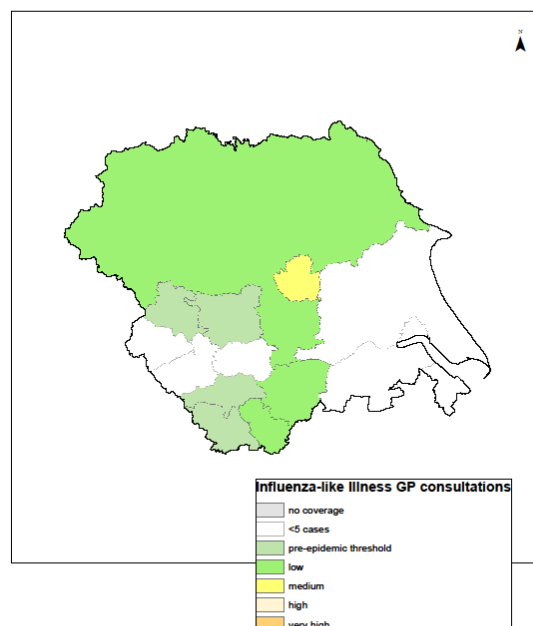 N
Influenza-like Illness GP consultations
no coverage
<5 cases
pre-epidemic threshold
low
medium
high
very high